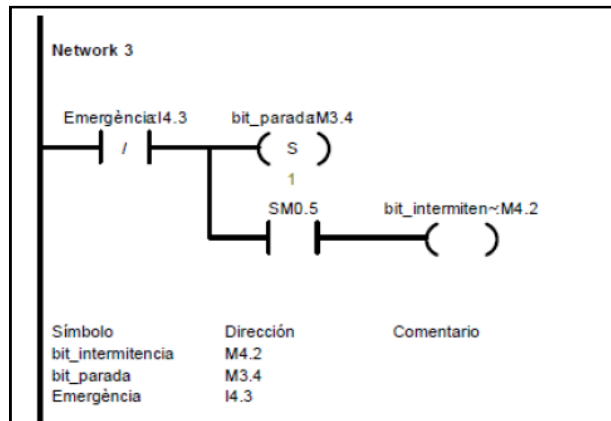 Network 3
Emergència:I4.3 bit_parada:M3.4
/ S
1
SM0.5 bit_intermiten~:M4.2
Símbolo Dirección Comentario
bit_intermitencia M4.2
bit_parada M3.4
Emergència I4.3